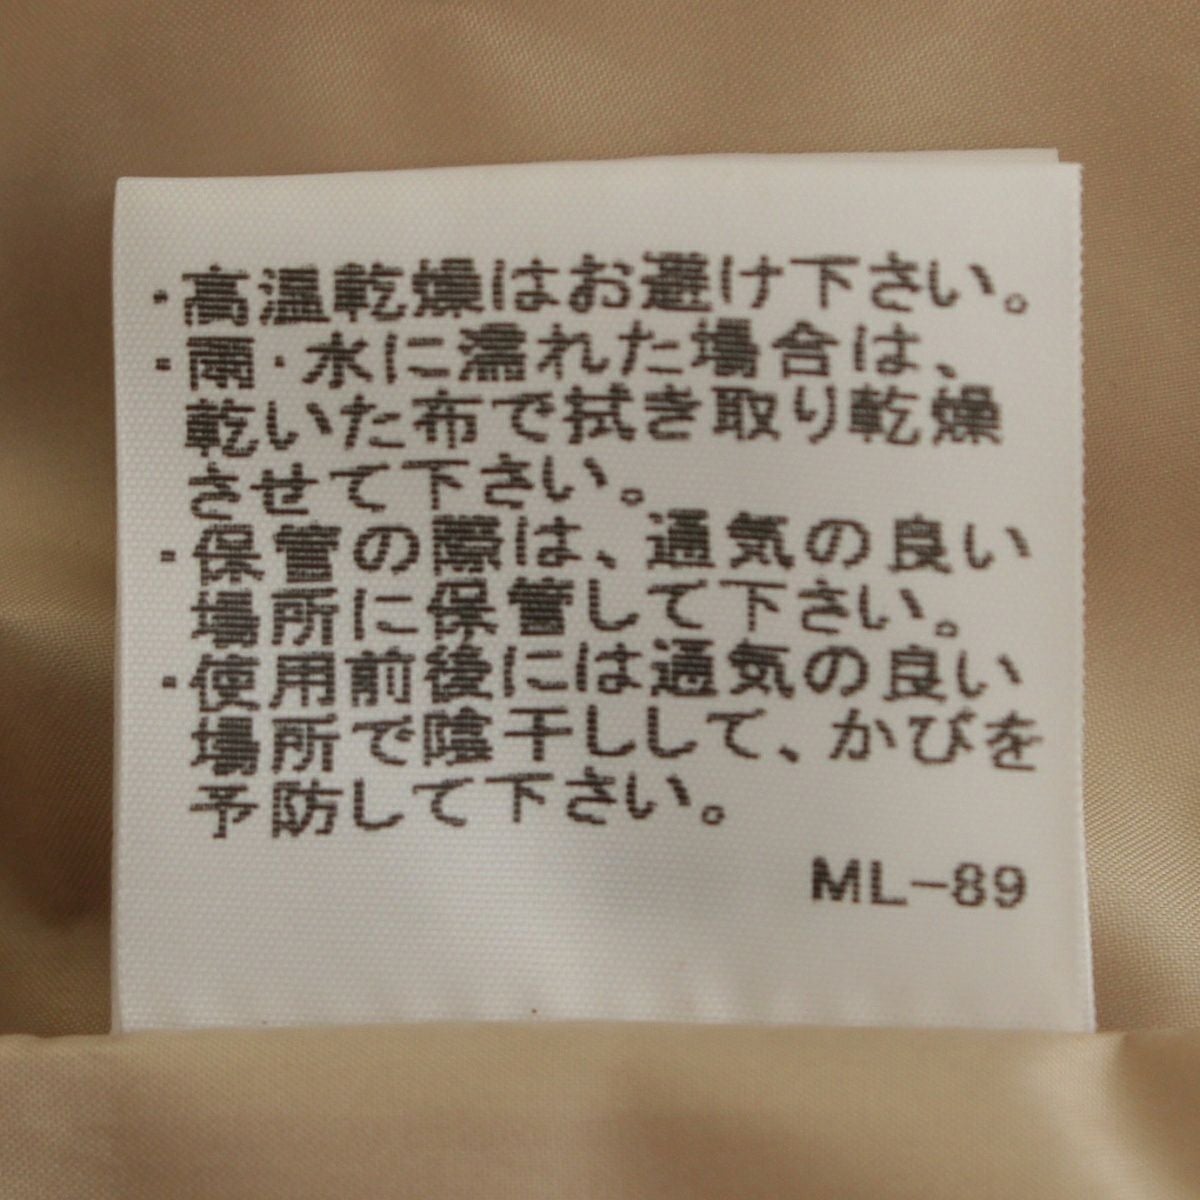 ・高温乾燥はお避け下さい。
・雨・水に濡れた場合は、
乾いた布で拭き取り乾燥
させて下さい。
・保管の際は、通気の良い
場所に保管して下さい。
・使用前後には通気の良い
場所で陰干しして、かびを
予防して下さい。
ML-89